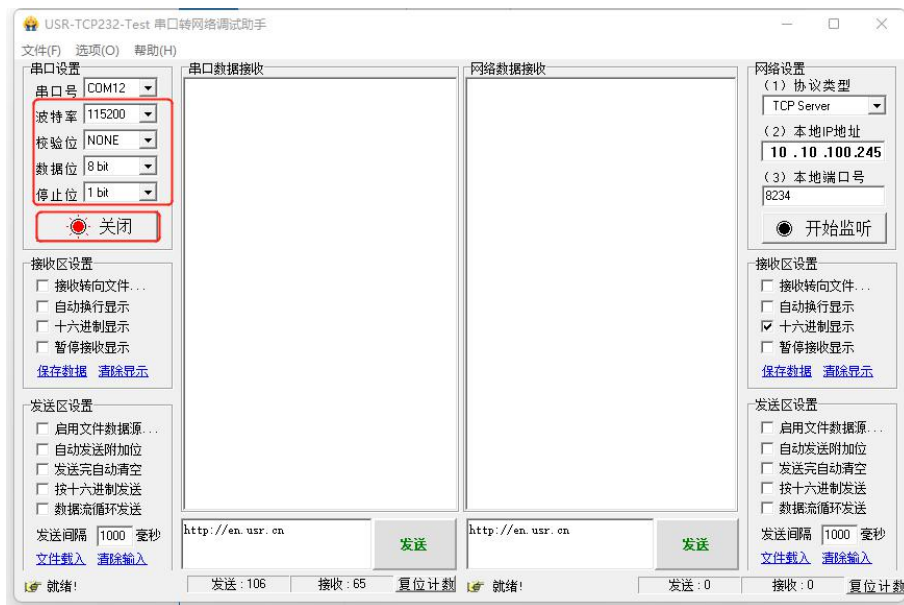 USR-TCP232-Test 串口转网络调试助手
文件(F) 选项(O) 帮助(H)
串口设置
串口号 COM12
波特率 115200
校验位 NONE
数据位 8 bit
停止位 1 bit
关闭
接收区设置
接收转向文件...
自动换行显示
十六进制显示
暂停接收显示
保存数据 清除显示
发送区设置
启用文件数据源...
自动发送附加位
发送完自动清空
按十六进制发送
数据流循环发送
发送间隔 1000 毫秒
文件载入 清除输入
就绪!
串口数据接收
http://en.usr.cn
发送
发送:106 接收:65 复位计数
网络数据接收
http://en.usr.cn
发送
就绪!
发送:0 接收:0 复位计数
网络设置
(1) 协议类型
TCP Server
(2) 本地IP地址
10 .10 .100.245
(3) 本地端口号
8234
开始监听
接收区设置
接收转向文件...
自动换行显示
十六进制显示
暂停接收显示
保存数据 清除显示
发送区设置
启用文件数据源...
自动发送附加位
发送完自动清空
按十六进制发送
数据流循环发送
发送间隔 1000 毫秒
文件载入 清除输入